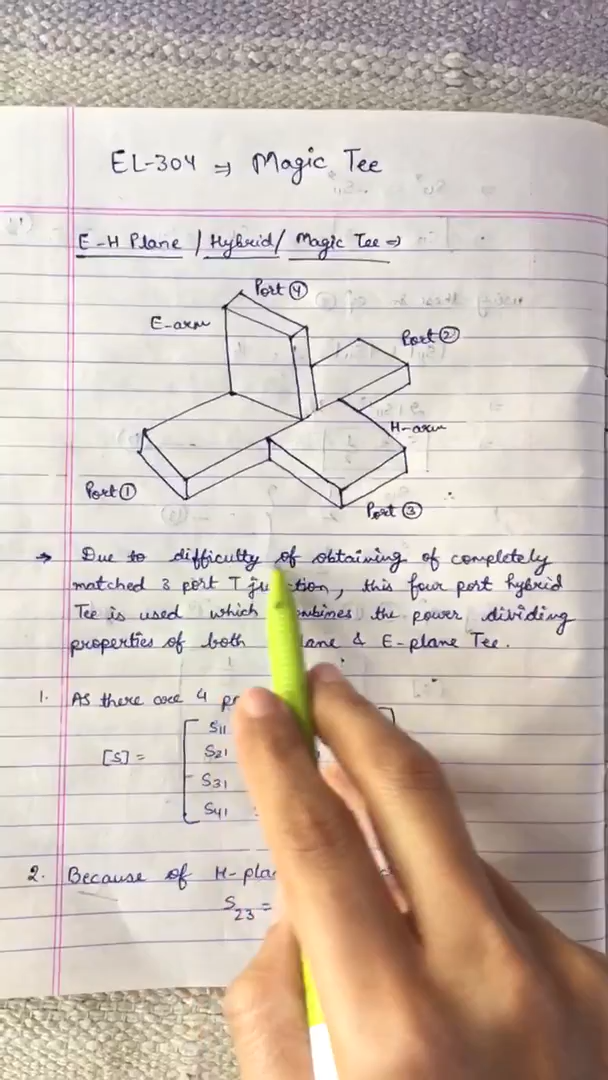 EL-304 ⇒ Magic Tee
E-H Plane / Hybrid / Magic Tee ⇒
Port ④
E-arm
Port ②
H-arm
Port ①
Port ③
→ Due to difficulty of obtaining of completely
matched 3 port T ction, this four port hybrid
Tee is used which the power dividing
properties of both & E-plane Tee.
1. As there are 4
[S] = S11
S21
S31
S41
2. Because of
S23 =